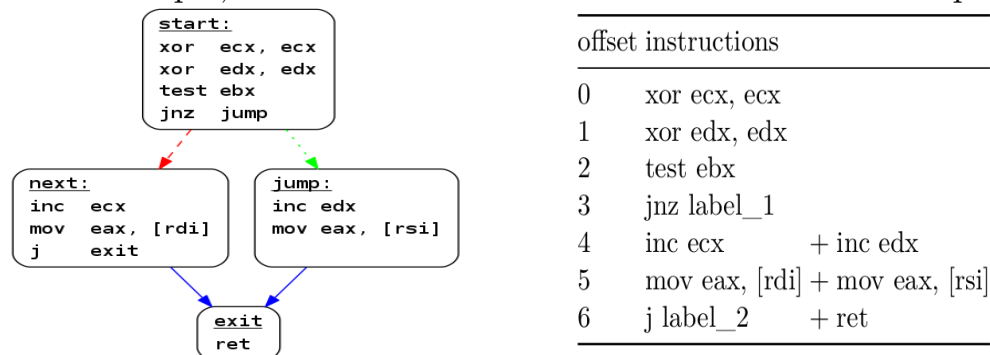 start:
xor ecx, ecx
xor edx, edx
test ebx
jnz jump
next:
inc ecx
mov eax, [rdi]
j exit
jump:
inc edx
mov eax, [rsi]
exit
ret
offset instructions
0 xor ecx, ecx
1 xor edx, edx
2 test ebx
3 jnz label_1
4 inc ecx + inc edx
5 mov eax, [rdi] + mov eax, [rsi]
6 j label_2 + ret